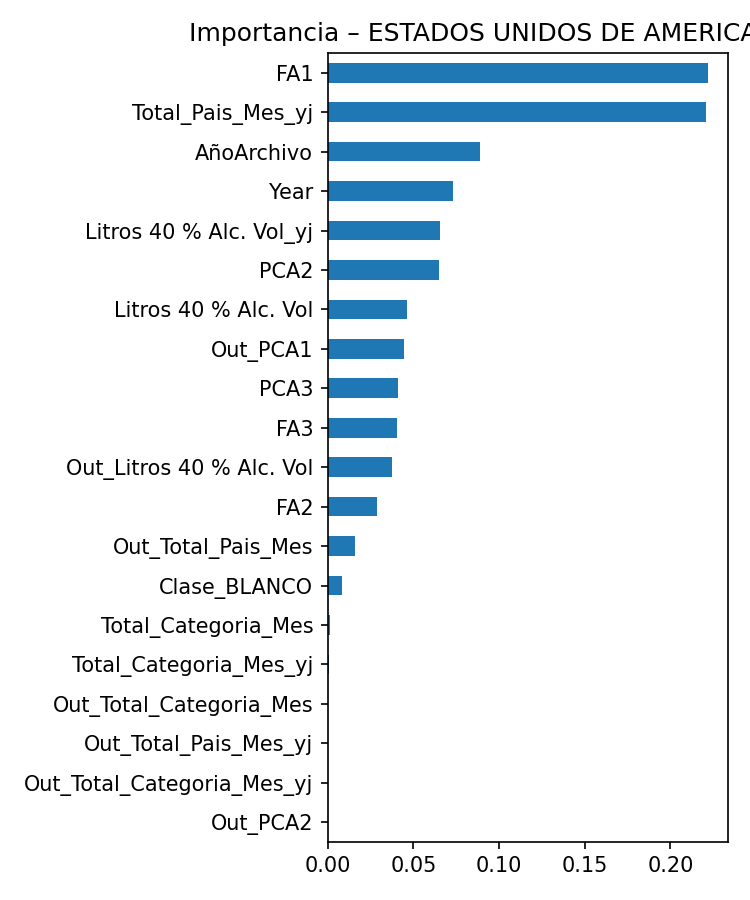 Importancia – ESTADOS UNIDOS DE AMERICA
FA1
Total_Pais_Mes_yj
AñoArchivo
Year
Litros 40 % Alc. Vol_yj
PCA2
Litros 40 % Alc. Vol
Out_PCA1
PCA3
FA3
Out_Litros 40 % Alc. Vol
FA2
Out_Total_Pais_Mes
Clase_BLANCO
Total_Categoria_Mes
Total_Categoria_Mes_yj
Out_Total_Categoria_Mes
Out_Total_Pais_Mes_yj
Out_Total_Categoria_Mes_yj
Out_PCA2
0.00 0.05 0.10 0.15 0.20